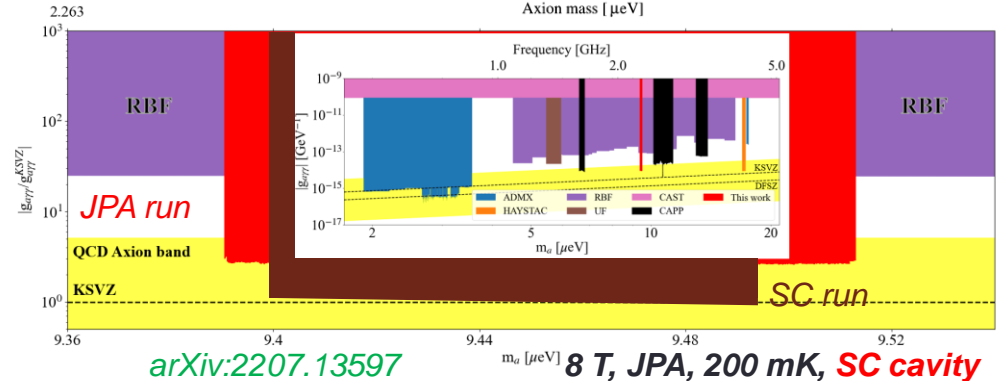 2.263
Axion mass [ μeV]
10³
10²
10¹
10⁰
|g_aγγ/g_aγγ^KSVZ|
RBF
RBF
JPA run
QCD Axion band
KSVZ
SC run
Frequency [GHz]
1.0
2.0
5.0
10⁻⁹
10⁻¹¹
10⁻¹³
10⁻¹⁵
10⁻¹⁷
|g_aγγ| [GeV⁻¹]
KSVZ
DFSZ
ADMX
RBF
CAST
This work
HAYSTAC
UF
CAPP
2
5
10
20
m_a [μeV]
9.36
9.4
9.44
9.48
9.52
m_a [μeV]
arXiv:2207.13597
8 T, JPA, 200 mK, SC cavity